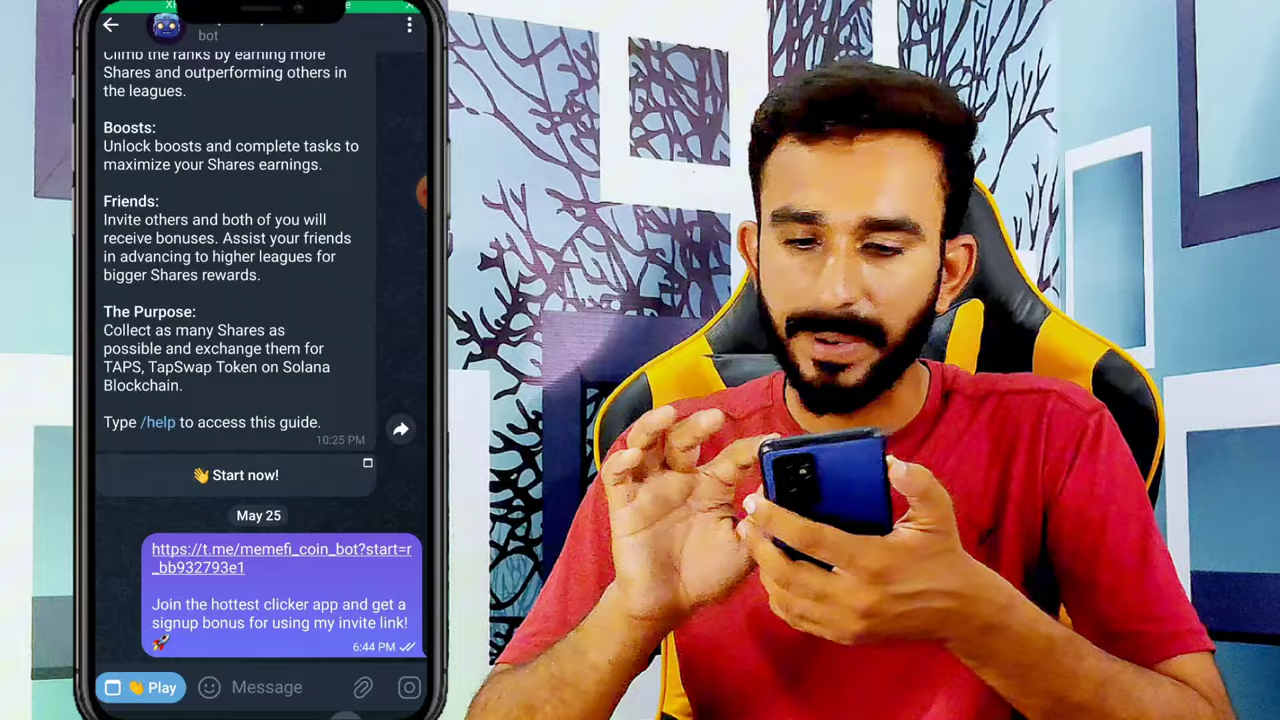 bot
Climb the ranks by earning more
Shares and outperforming others in
the leagues.
Boosts:
Unlock boosts and complete tasks to
maximize your Shares earnings.
Friends:
Invite others and both of you will
receive bonuses. Assist your friends
in advancing to higher leagues for
bigger Shares rewards.
The Purpose:
Collect as many Shares as
possible and exchange them for
TAPS, TapSwap Token on Solana
Blockchain.
Type /help to access this guide.
10:25 PM
👋 Start now!
May 25
https://t.me/memefi_coin_bot?start=r
_bb932793e1
Join the hottest clicker app and get a
signup bonus for using my invite link!
🚀
6:44 PM
👋 Play
Message